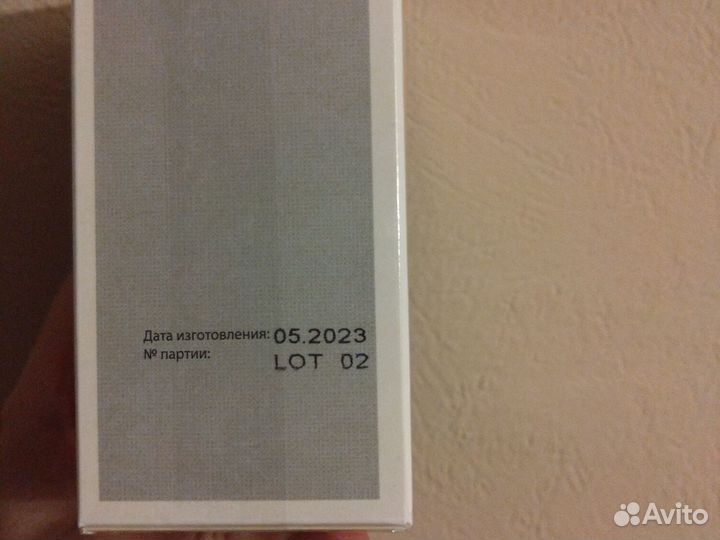 Дата изготовления: 05.2023
№ партии: LOT 02
Avito